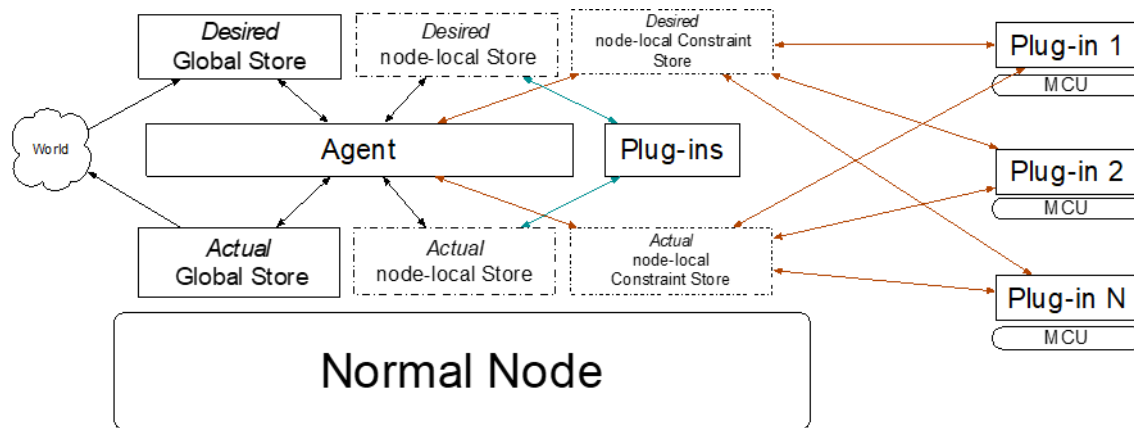 Desired
Global Store
Desired
node-local Store
Desired
node-local Constraint
Store
Plug-in 1
MCU
World
Agent
Plug-ins
Plug-in 2
MCU
Actual
Global Store
Actual
node-local Store
Actual
node-local
Constraint Store
Plug-in N
MCU
Normal Node